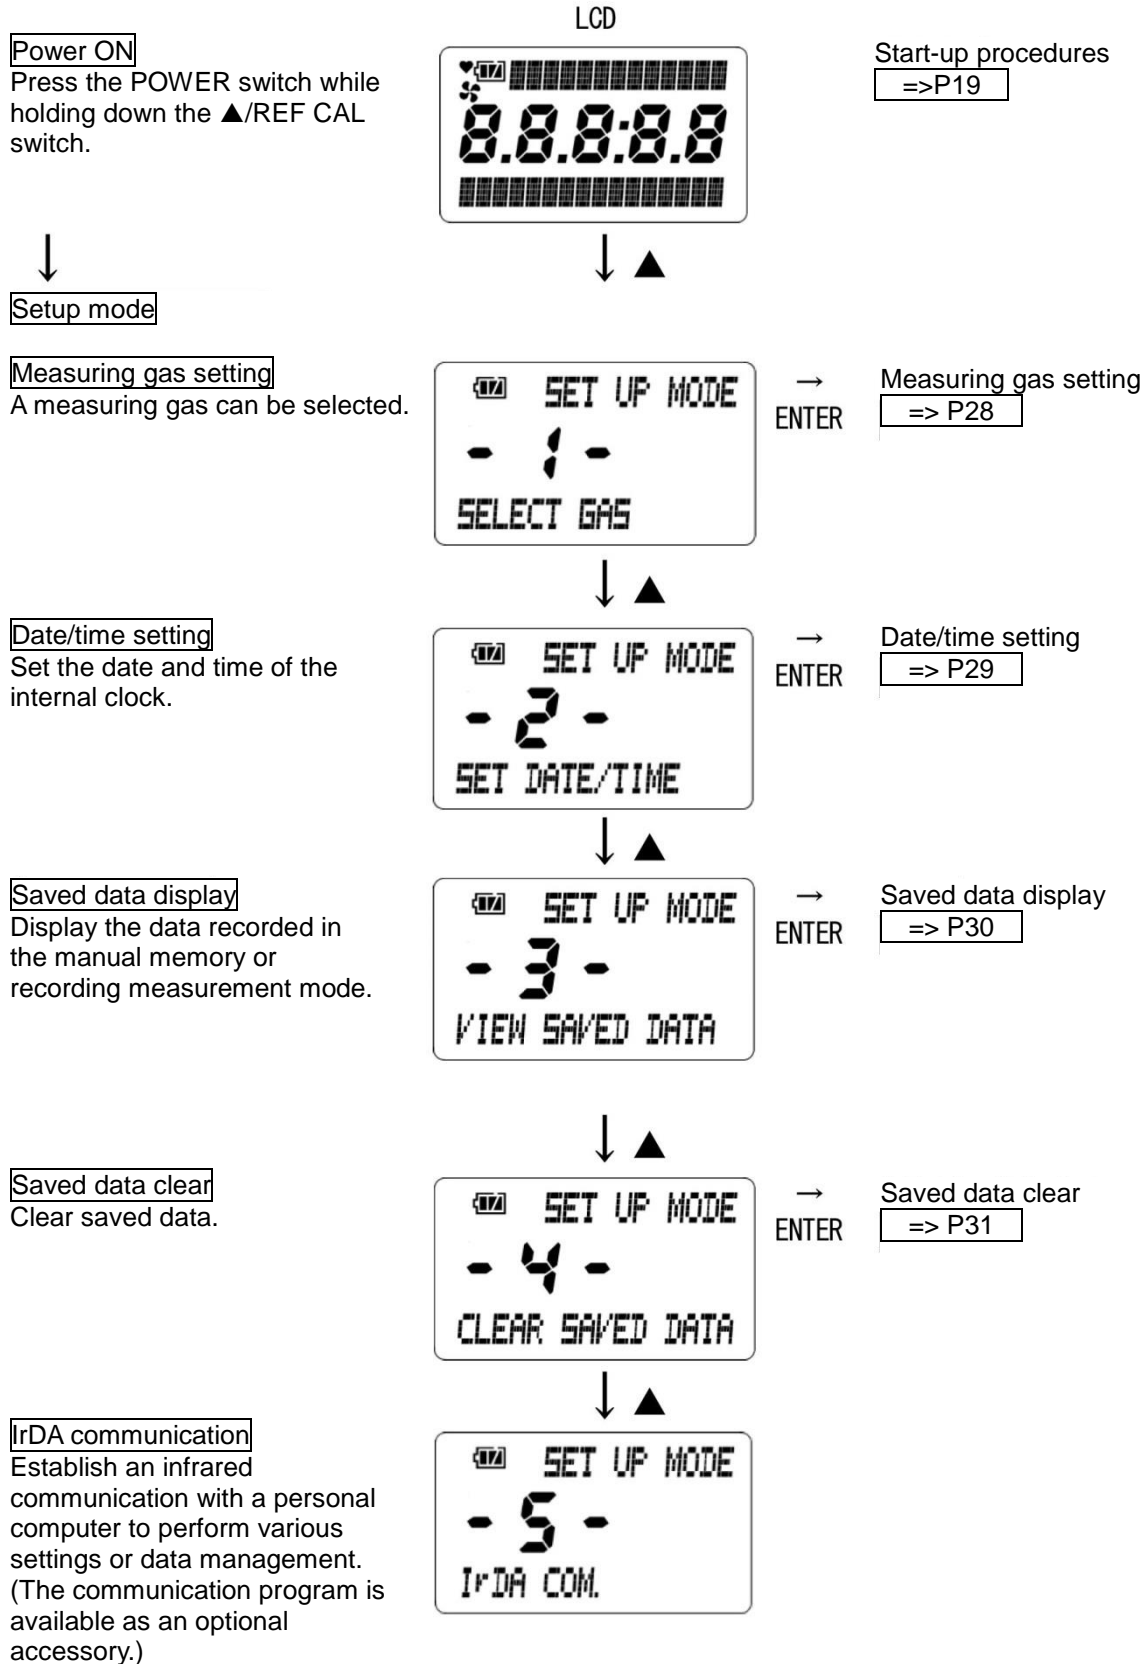 LCD
Power ON
Press the POWER switch while
holding down the ▲/REF CAL
switch.
8.8.8:8.8
Start-up procedures
=>P19
↓
↓ ▲
Setup mode
Measuring gas setting
A measuring gas can be selected.
SET UP MODE
- 1 -
SELECT GAS
→
ENTER
Measuring gas setting
=> P28
↓ ▲
Date/time setting
Set the date and time of the
internal clock.
SET UP MODE
- 2 -
SET DATE/TIME
→
ENTER
Date/time setting
=> P29
↓ ▲
Saved data display
Display the data recorded in
the manual memory or
recording measurement mode.
SET UP MODE
- 3 -
VIEW SAVED DATA
→
ENTER
Saved data display
=> P30
↓ ▲
Saved data clear
Clear saved data.
SET UP MODE
- 4 -
CLEAR SAVED DATA
→
ENTER
Saved data clear
=> P31
↓ ▲
IrDA communication
Establish an infrared
communication with a personal
computer to perform various
settings or data management.
(The communication program is
available as an optional
accessory.)
SET UP MODE
- 5 -
IrDA COM.